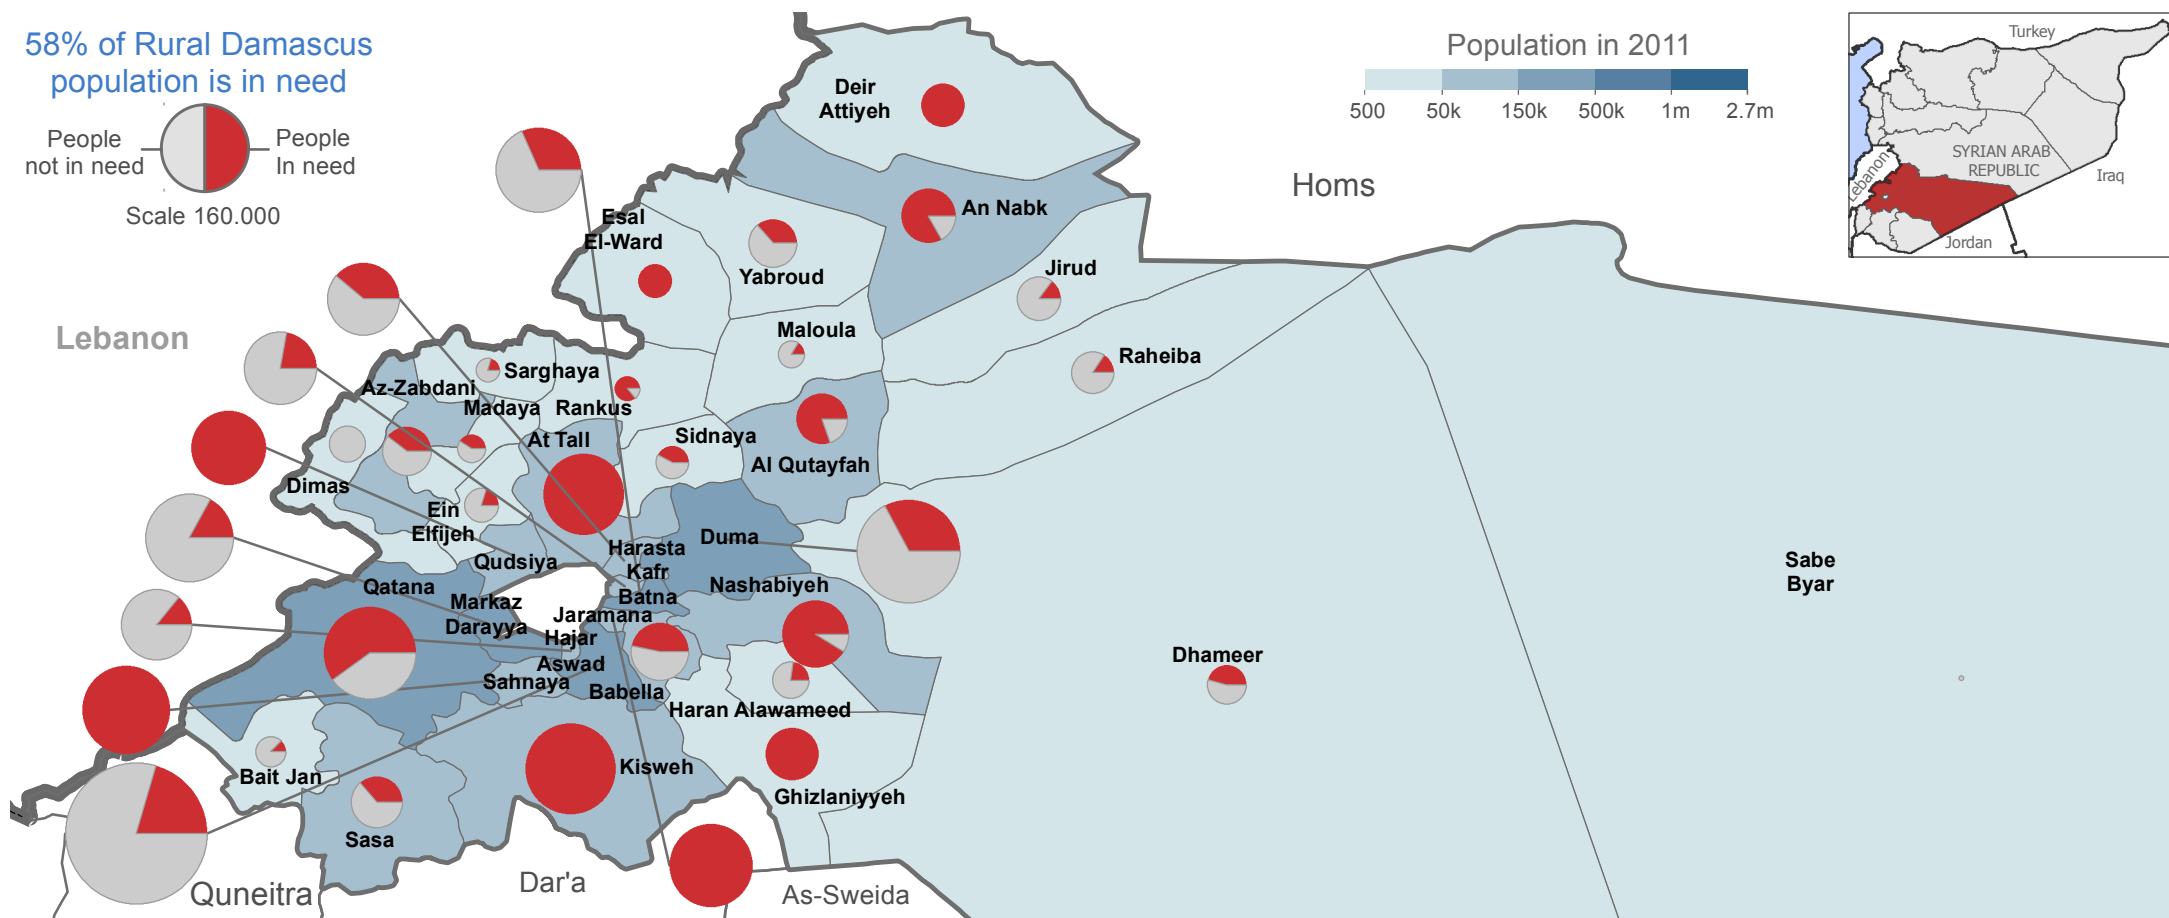 58% of Rural Damascus
population is in need
People
not in need
People
In need
Scale 160.000
Population in 2011
500
50k
150k
500k
1m
2.7m
Turkey
SYRIAN ARAB
REPUBLIC
Lebanon
Iraq
Jordan
Deir
Attiyeh
Homs
An Nabk
Esal
El-Ward
Yabroud
Jirud
Maloula
Raheiba
Lebanon
Sarghaya
Az-Zabdani
Madaya
Rankus
At Tall
Sidnaya
Al Qutayfah
Dimas
Ein
Elfijeh
Duma
Harasta
Qudsiya
Kafr
Batna
Nashabiyeh
Qatana
Markaz
Darayya
Jaramana
Hajar
Aswad
Sahnaya
Babella
Haran Alawameed
Dhameer
Sabe
Byar
Bait Jan
Kisweh
Ghizlaniyyeh
Sasa
Quneitra
Dar'a
As-Sweida